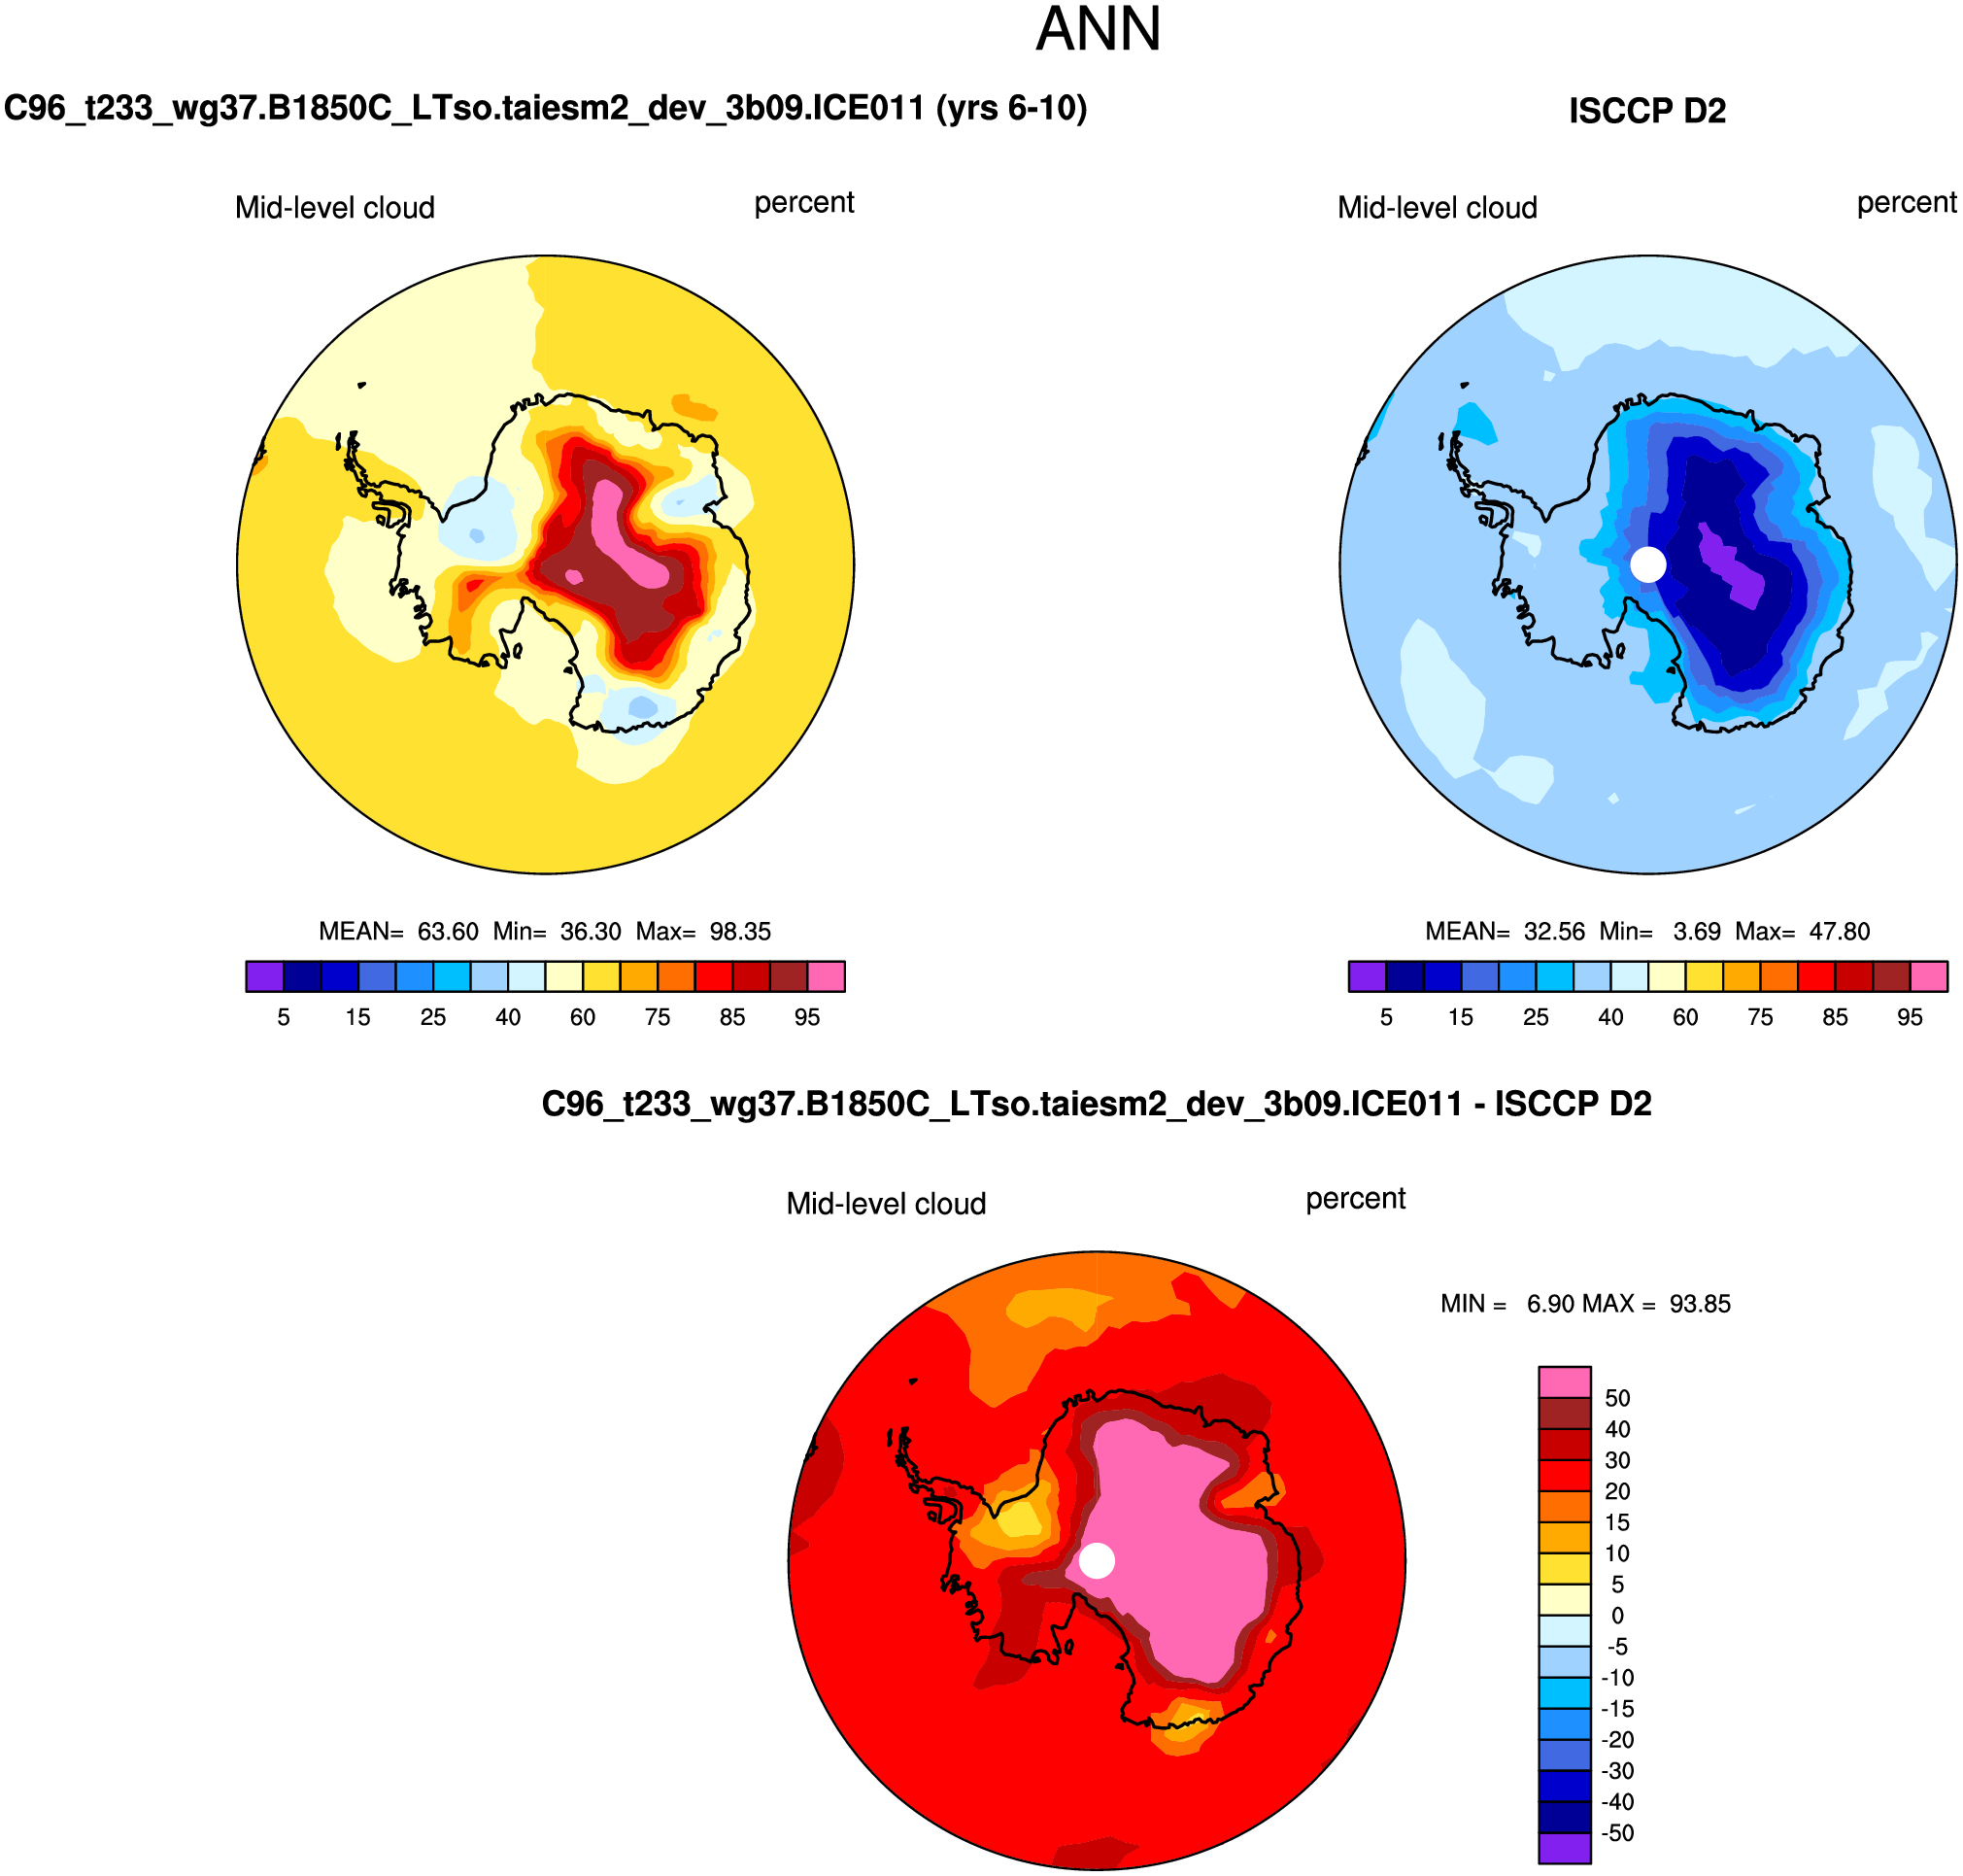 ANN
C96_t233_wg37.B1850C_LTso.taiesm2_dev_3b09.ICE011 (yrs 6-10)
ISCCP D2
Mid-level cloud percent
Mid-level cloud percent
MEAN= 63.60 Min= 36.30 Max= 98.35
MEAN= 32.56 Min= 3.69 Max= 47.80
5 15 25 40 60 75 85 95
5 15 25 40 60 75 85 95
C96_t233_wg37.B1850C_LTso.taiesm2_dev_3b09.ICE011 - ISCCP D2
Mid-level cloud percent
MIN = 6.90 MAX = 93.85
50
40
30
20
15
10
5
0
-5
-10
-15
-20
-30
-40
-50